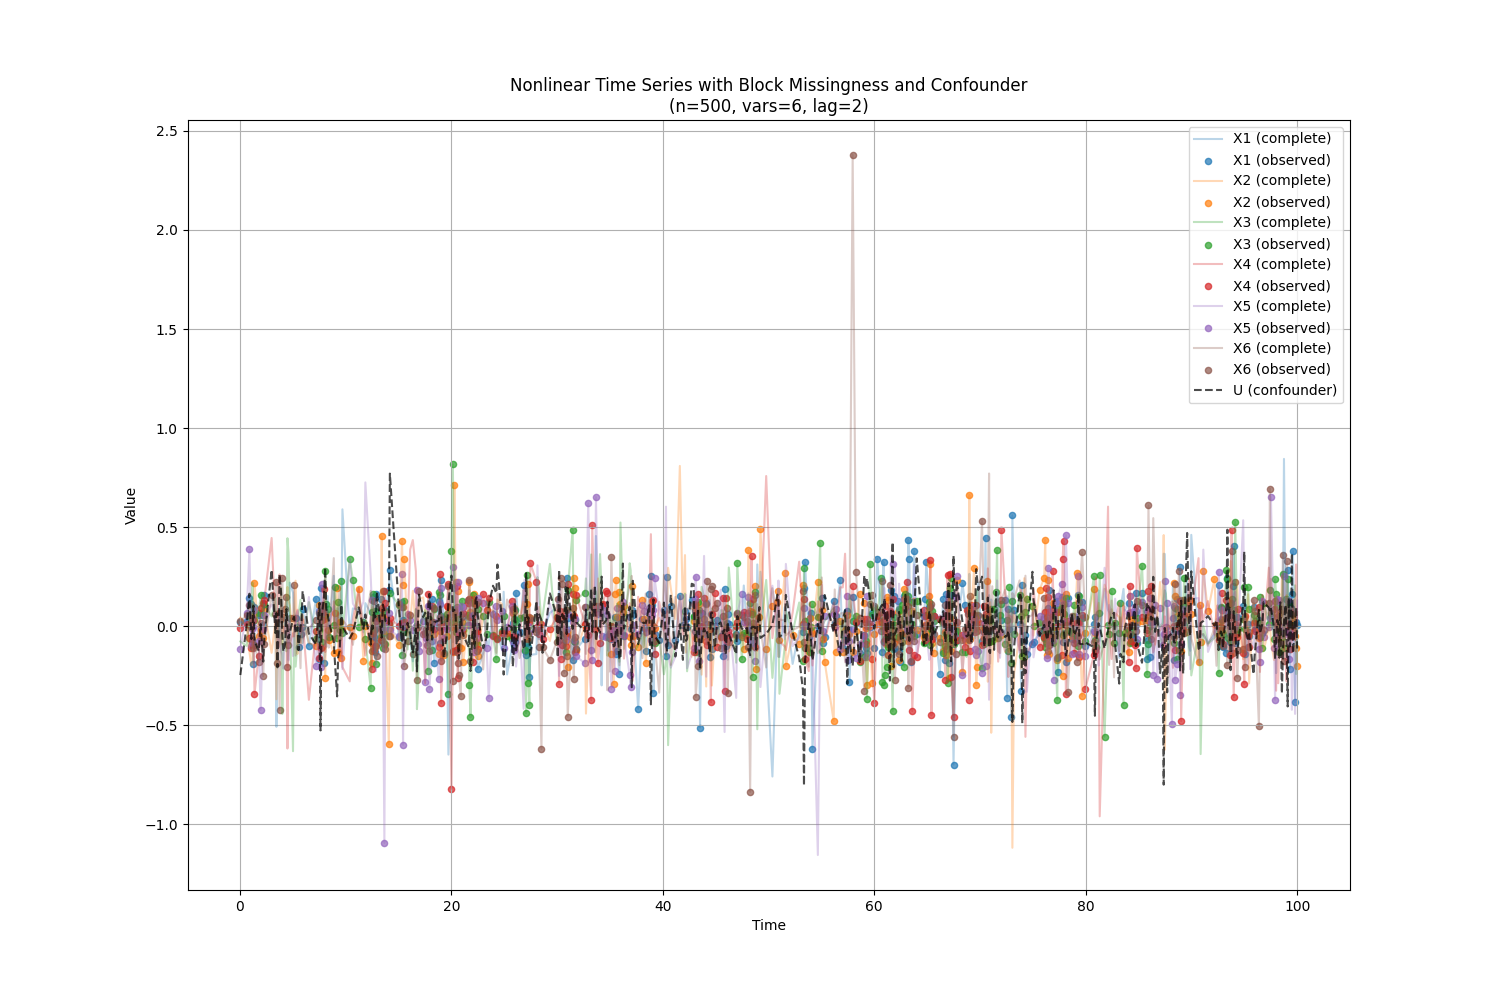 Nonlinear Time Series with Block Missingness and Confounder
(n=500, vars=6, lag=2)
2.5
2.0
1.5
1.0
0.5
0.0
−0.5
−1.0
Value
0
20
40
60
80
100
Time
X1 (complete)
X1 (observed)
X2 (complete)
X2 (observed)
X3 (complete)
X3 (observed)
X4 (complete)
X4 (observed)
X5 (complete)
X5 (observed)
X6 (complete)
X6 (observed)
U (confounder)